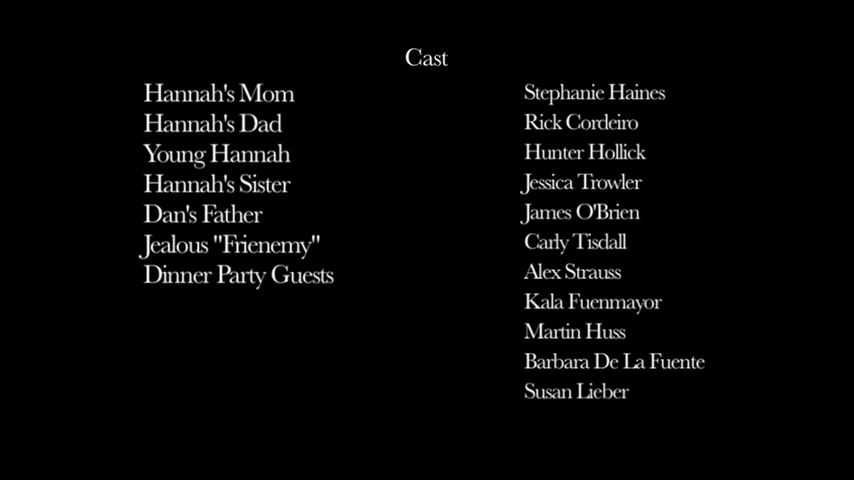 Cast
Hannah's Mom Stephanie Haines
Hannah's Dad Rick Cordeiro
Young Hannah Hunter Hollick
Hannah's Sister Jessica Trowler
Dan's Father James O'Brien
Jealous "Frienemy" Carly Tisdall
Dinner Party Guests Alex Strauss
Kala Fuenmayor
Martin Huss
Barbara De La Fuente
Susan Lieber